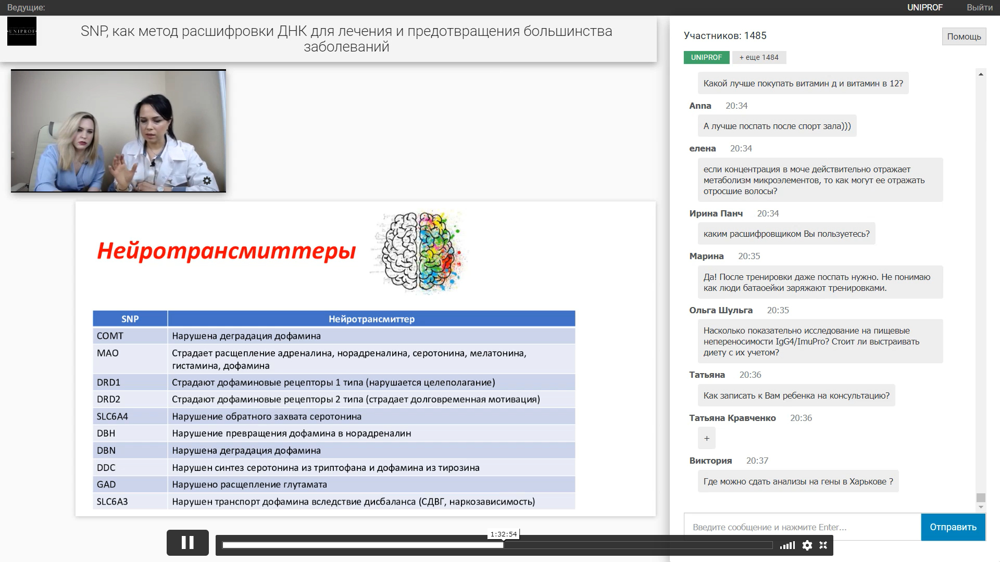 Ведущие:
UNIPROF
Выйти
UNIPROF
SNP, как метод расшифровки ДНК для лечения и предотвращения большинства
заболеваний
Нейротрансмиттеры
SNP Нейротрансмиттер
COMT Нарушена деградация дофамина
MAO Страдает расщепление адреналина, норадреналина, серотонина, мелатонина,
гистамина, дофамина
DRD1 Страдают дофаминовые рецепторы 1 типа (нарушается целеполагание)
DRD2 Страдают дофаминовые рецепторы 2 типа (страдает долговременная мотивация)
SLC6A4 Нарушение обратного захвата серотонина
DBH Нарушение превращения дофамина в норадреналин
DBN Нарушена деградация дофамина
DDC Нарушен синтез серотонина из триптофана и дофамина из тирозина
GAD Нарушено расщепление глутамата
SLC6A3 Нарушен транспорт дофамина вследствие дисбаланса (СДВГ, наркозависимость)
1:32:54
Участников: 1485
Помощь
UNIPROF
+ еще 1484
Какой лучше покупать витамин д и витамин в 12?
Anna 20:34
А лучше поспать после спорт зала)))
елена 20:34
если концентрация в моче действительно отражает
метаболизм микроэлементов, то как могут ее отражать
отросшие волосы?
Ирина Панч 20:34
каким расшифровщиком Вы пользуетесь?
Марина 20:35
Да! После тренировки даже поспать нужно. Не понимаю
как люди батаоейки заряжают тренировками.
Ольга Шульга 20:35
Насколько показательно исследование на пищевые
непереносимости IgG4/ImuPro? Стоит ли выстраивать
диету с их учетом?
Татьяна 20:36
Как записать к Вам ребенка на консультацию?
Татьяна Кравченко 20:36
+
Виктория 20:37
Где можно сдать анализы на гены в Харькове ?
Введите сообщение и нажмите Enter...
Отправить